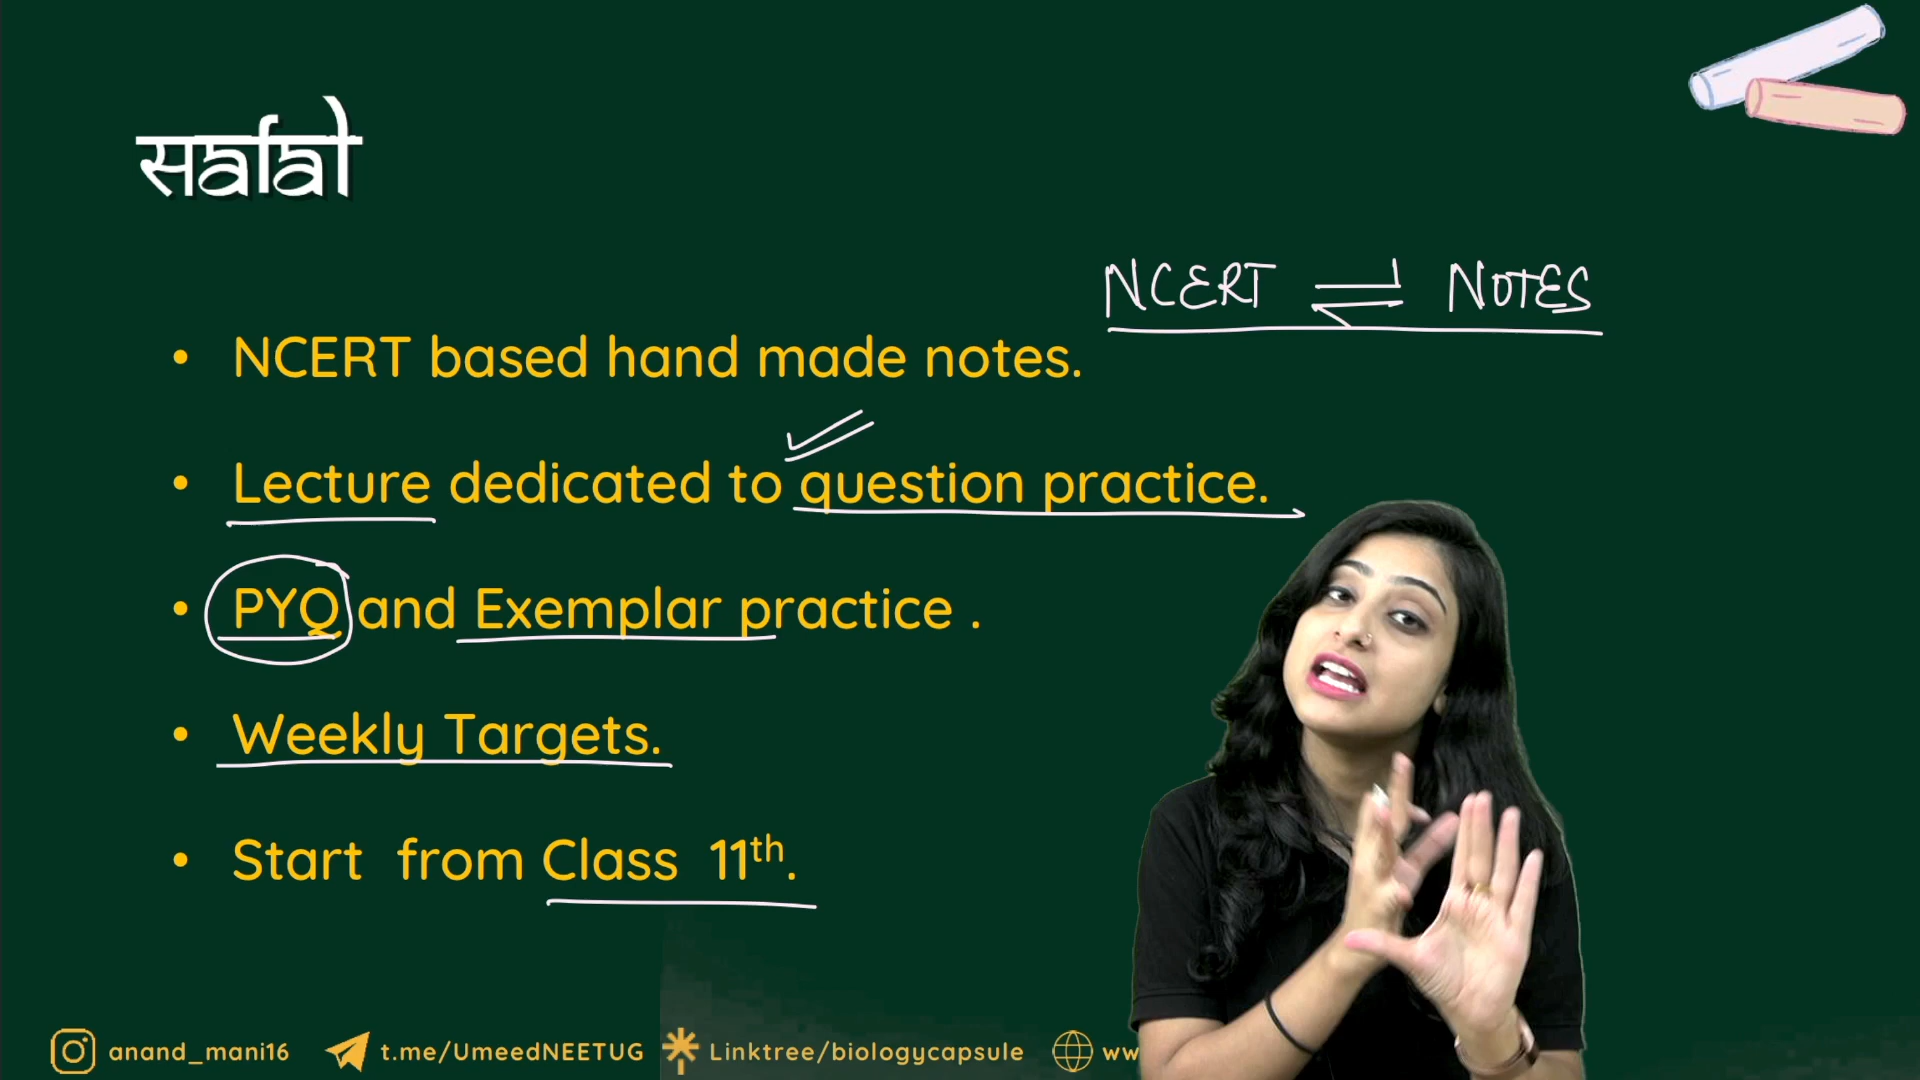 safal
NCERT ⇌ NOTES
• NCERT based hand made notes.
• Lecture dedicated to question practice.
• PYQ and Exemplar practice .
• Weekly Targets.
• Start from Class 11th.
anand_mani16 t.me/UmeedNEETUG Linktree/biologycapsule